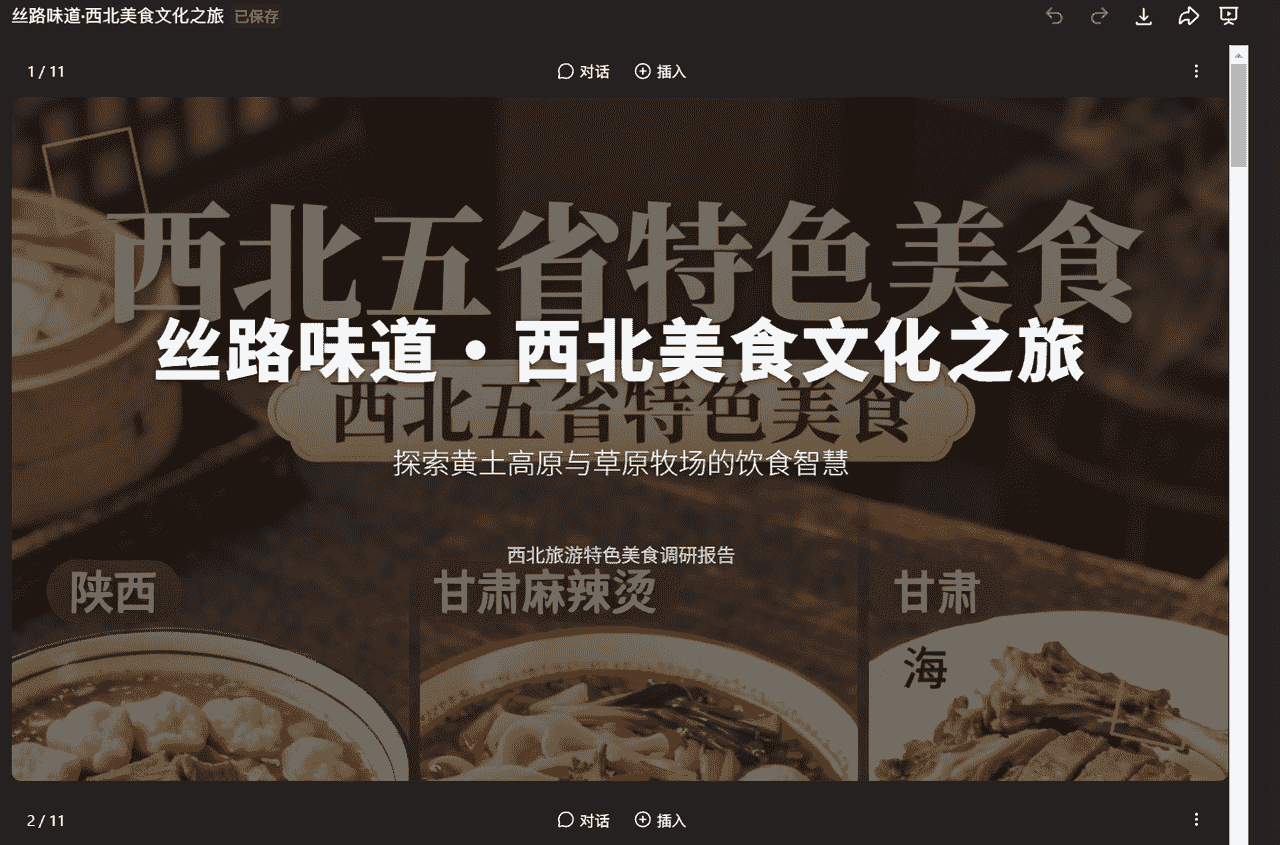 丝路味道·西北美食文化之旅 已保存
1 / 11 对话 插入
西北五省特色美食
丝路味道·西北美食文化之旅
西北五省特色美食
探索黄土高原与草原牧场的饮食智慧
西北旅游特色美食调研报告
陕西 甘肃麻辣烫 甘肃
海
2 / 11 对话 插入